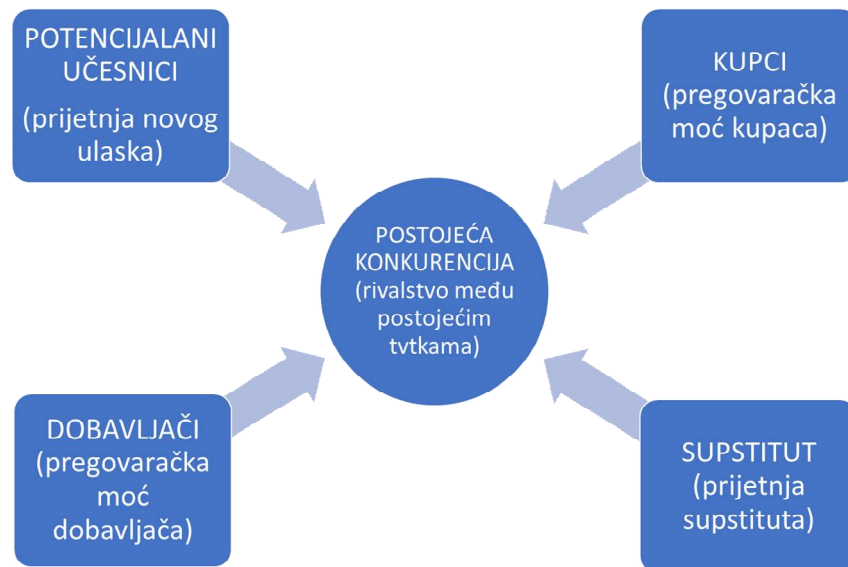 POTENCIJALANI
UČESNICI
(prijetnja novog
ulaska)
KUPCI
(pregovaračka
moć kupaca)
POSTOJEĆA
KONKURENCIJA
(rivalstvo među
postojećim
tvtkama)
DOBAVLJAČI
(pregovaračka
moć
dobavljača)
SUPSTITUT
(prijetnja
supstituta)